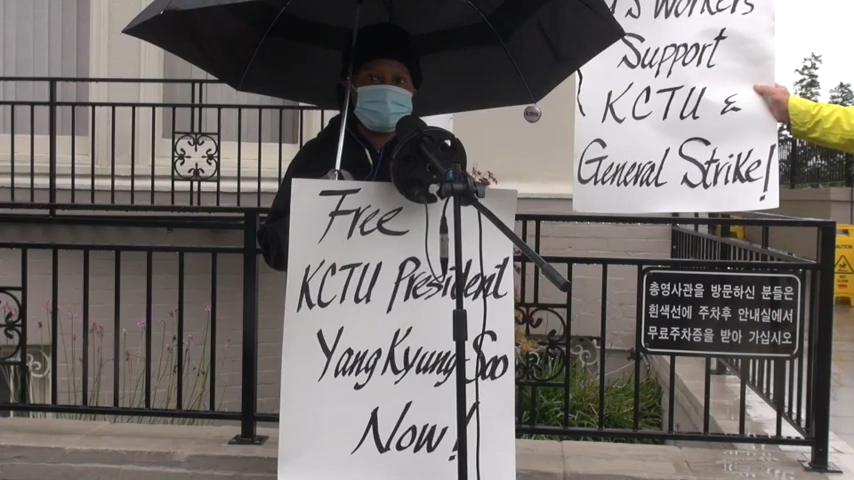 Workers
Support
KCTU &
General Strike!
Free
KCTU President
Yang Kyung-Soo
Now!
총영사관을 방문하신 분들은
흰색선에 주차후 안내실에서
무료주차증을 받아 가십시오